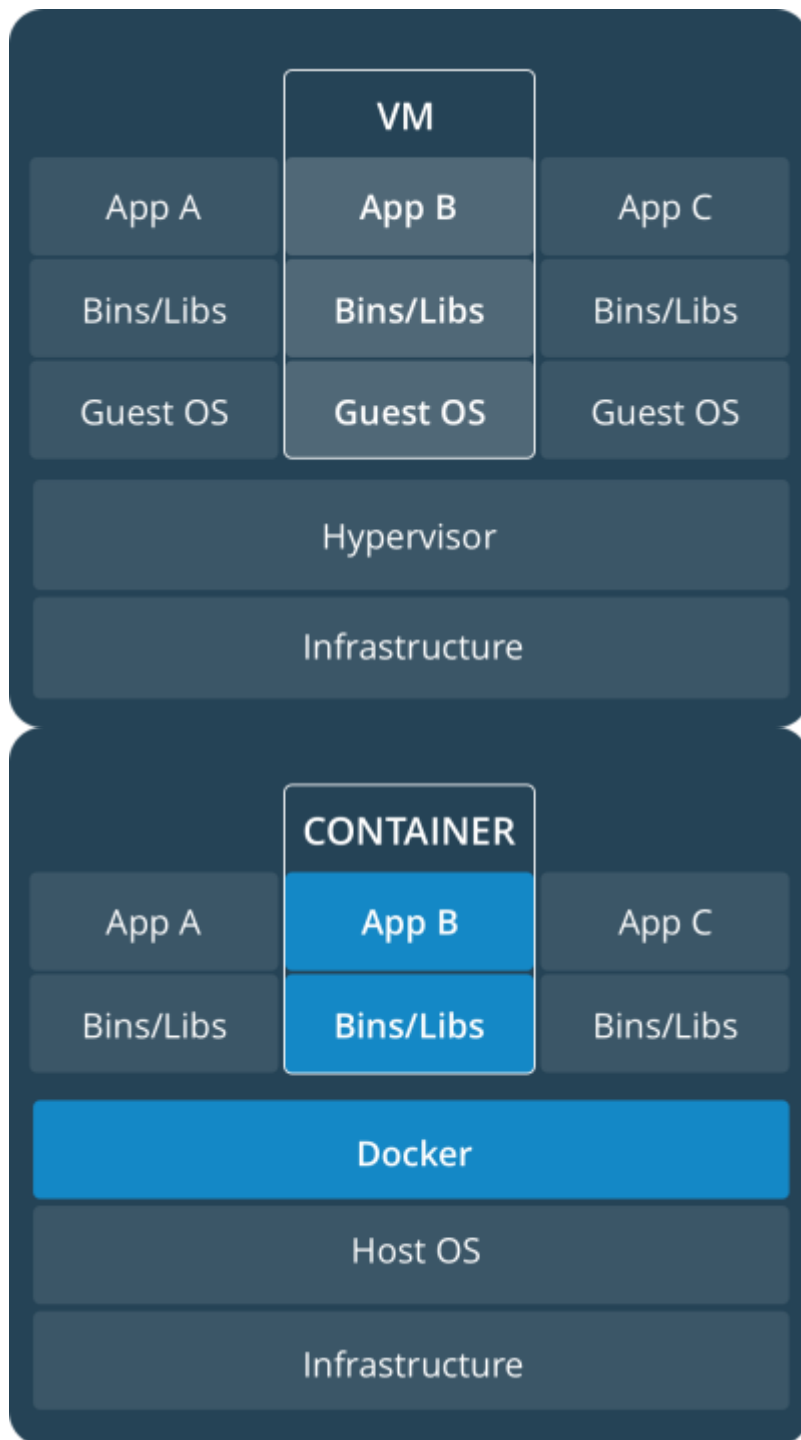 VM
App A App B App C
Bins/Libs Bins/Libs Bins/Libs
Guest OS Guest OS Guest OS
Hypervisor
Infrastructure
CONTAINER
App A App B App C
Bins/Libs Bins/Libs Bins/Libs
Docker
Host OS
Infrastructure